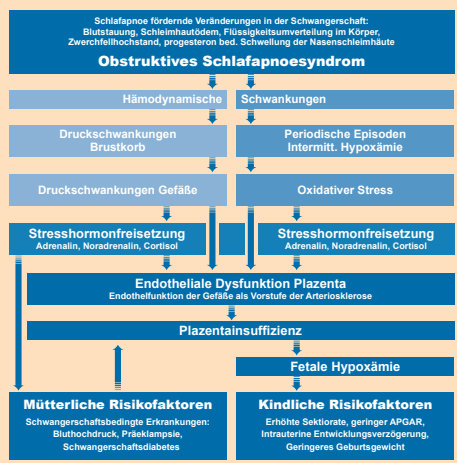 Schlafapnoe fördernde Veränderungen in der Schwangerschaft:
Blutstauung, Schleimhautödem, Flüssigkeitsumverteilung im Körper,
Zwerchfellhochstand, progesteron bed. Schwellung der Nasenschleimhäute
Obstruktives Schlafapnoesyndrom
Hämodynamische Schwankungen
Druckschwankungen
Brustkorb
Periodische Episoden
Intermitt. Hypoxämie
Druckschwankungen Gefäße
Oxidativer Stress
Stresshormonfreisetzung
Adrenalin, Noradrenalin, Cortisol
Stresshormonfreisetzung
Adrenalin, Noradrenalin, Cortisol
Endotheliale Dysfunktion Plazenta
Endothelfunktion der Gefäße als Vorstufe der Arteriosklerose
Plazentainsuffizienz
Fetale Hypoxämie
Mütterliche Risikofaktoren
Schwangerschaftsbedingte Erkrankungen:
Bluthochdruck, Präeklampsie,
Schwangerschaftsdiabetes
Kindliche Risikofaktoren
Erhöhte Sektiorate, geringer APGAR,
Intrauterine Entwicklungsverzögerung,
Geringeres Geburtsgewicht